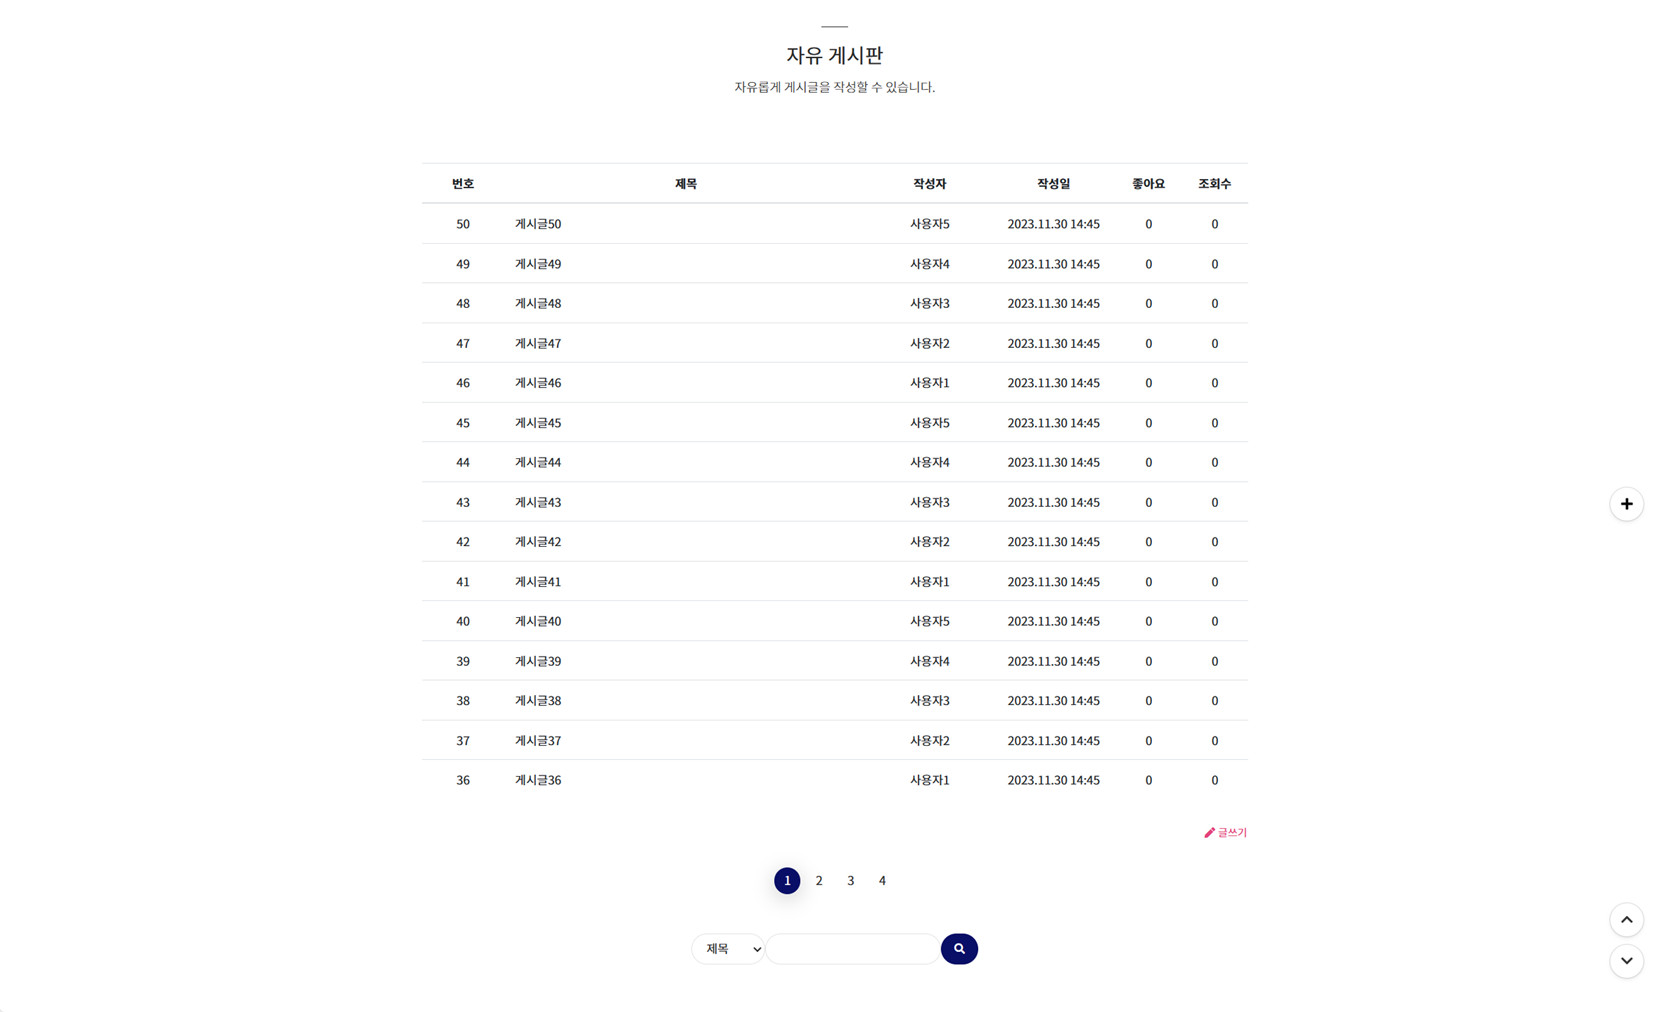 자유 게시판
자유롭게 게시글을 작성할 수 있습니다.
번호 제목 작성자 작성일 좋아요 조회수
50 게시글50 사용자5 2023.11.30 14:45 0 0
49 게시글49 사용자4 2023.11.30 14:45 0 0
48 게시글48 사용자3 2023.11.30 14:45 0 0
47 게시글47 사용자2 2023.11.30 14:45 0 0
46 게시글46 사용자1 2023.11.30 14:45 0 0
45 게시글45 사용자5 2023.11.30 14:45 0 0
44 게시글44 사용자4 2023.11.30 14:45 0 0
43 게시글43 사용자3 2023.11.30 14:45 0 0
42 게시글42 사용자2 2023.11.30 14:45 0 0
41 게시글41 사용자1 2023.11.30 14:45 0 0
40 게시글40 사용자5 2023.11.30 14:45 0 0
39 게시글39 사용자4 2023.11.30 14:45 0 0
38 게시글38 사용자3 2023.11.30 14:45 0 0
37 게시글37 사용자2 2023.11.30 14:45 0 0
36 게시글36 사용자1 2023.11.30 14:45 0 0
글쓰기
1 2 3 4
제목